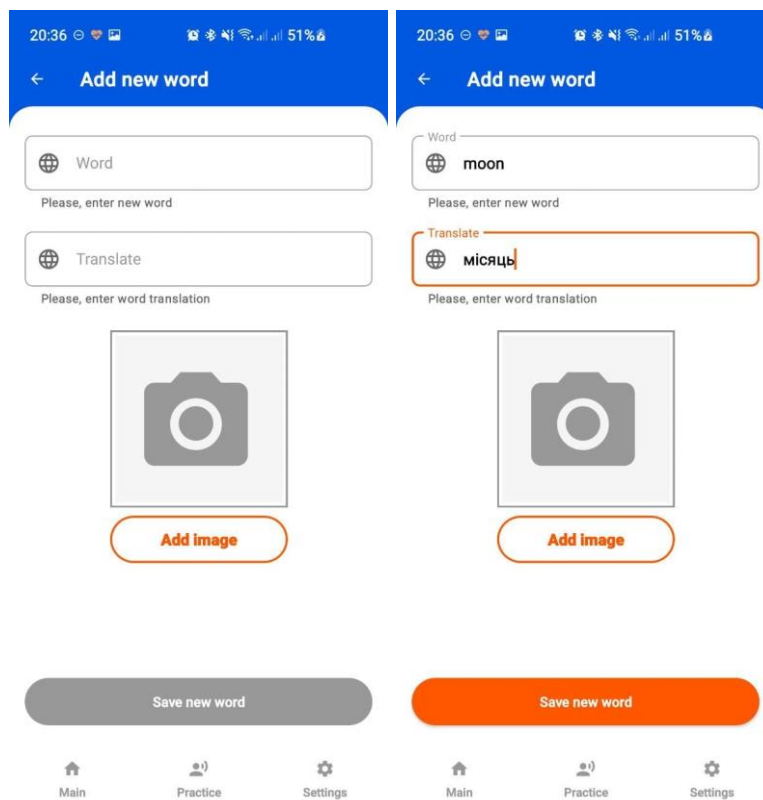 20:36 51%
Add new word
Word
Please, enter new word
Translate
Please, enter word translation
Add image
Save new word
Main Practice Settings
20:36 51%
Add new word
Word
moon
Please, enter new word
Translate
місяць
Please, enter word translation
Add image
Save new word
Main Practice Settings